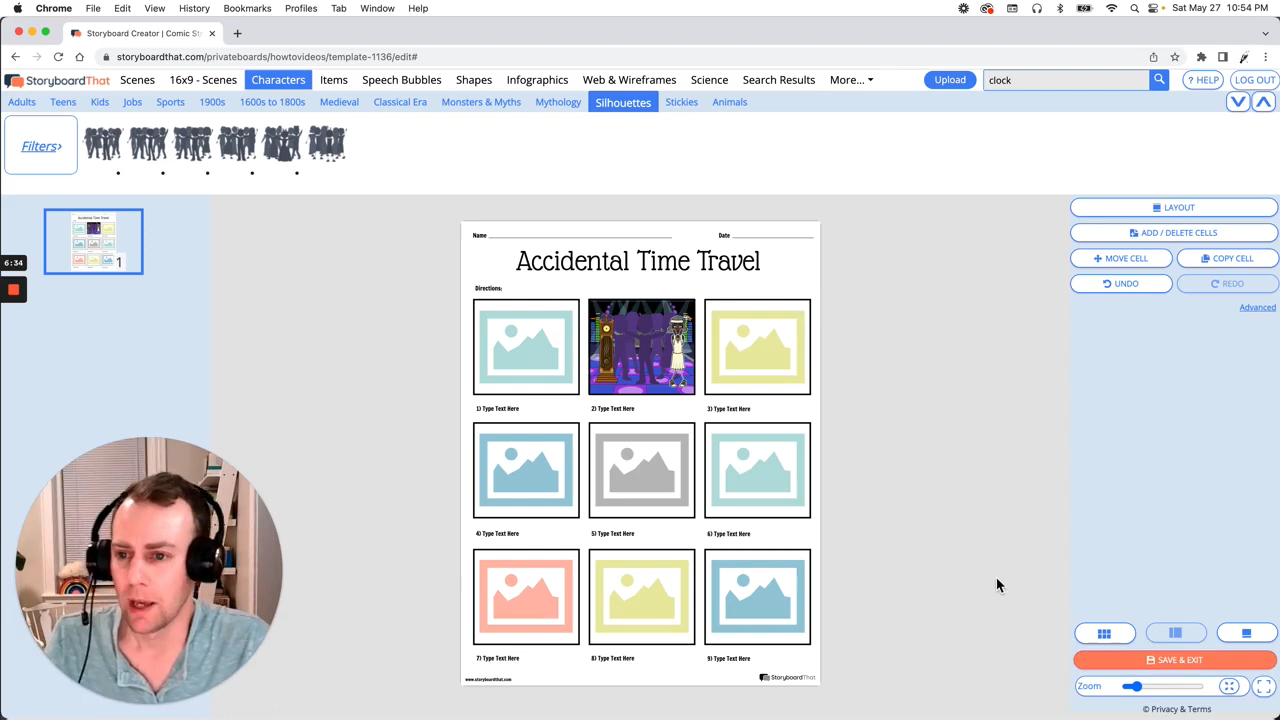 Chrome File Edit View History Bookmarks Profiles Tab Window Help Sat May 27 10:54 PM
Storyboard Creator | Comic St
storyboardthat.com/privateboards/howtovideos/template-1136/edit#
StoryboardThat Scenes 16x9 - Scenes Characters Items Speech Bubbles Shapes Infographics Web & Wireframes Science Search Results More... Upload clock HELP LOG OUT
Adults Teens Kids Jobs Sports 1900s 1600s to 1800s Medieval Classical Era Monsters & Myths Mythology Silhouettes Stickies Animals
Filters›
LAYOUT
ADD / DELETE CELLS
MOVE CELL COPY CELL
UNDO REDO
Advanced
6:34
1
Name Date
Accidental Time Travel
Directions:
1) Type Text Here 2) Type Text Here 3) Type Text Here
4) Type Text Here 5) Type Text Here 6) Type Text Here
7) Type Text Here 8) Type Text Here 9) Type Text Here
www.storyboardthat.com StoryboardThat
SAVE & EXIT
Zoom
© Privacy & Terms